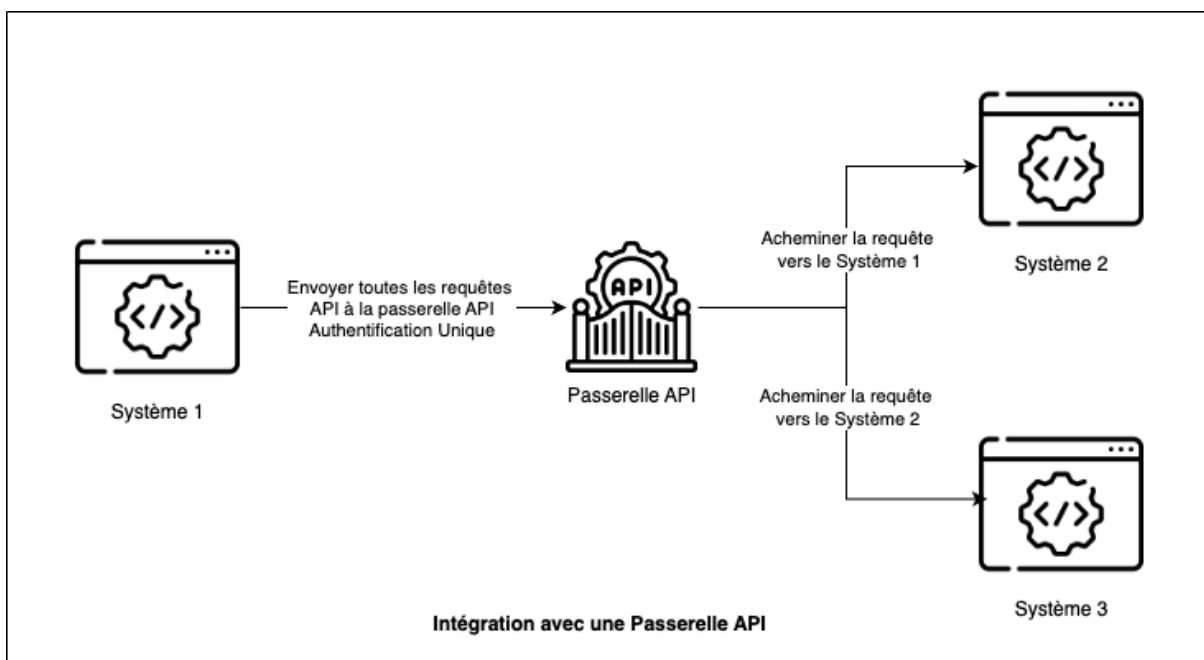 Envoyer toutes les requêtes
API à la passerelle API
Authentification Unique
Système 1
API
Passerelle API
Acheminer la requête
vers le Système 1
Système 2
Acheminer la requête
vers le Système 2
Système 3
Intégration avec une Passerelle API